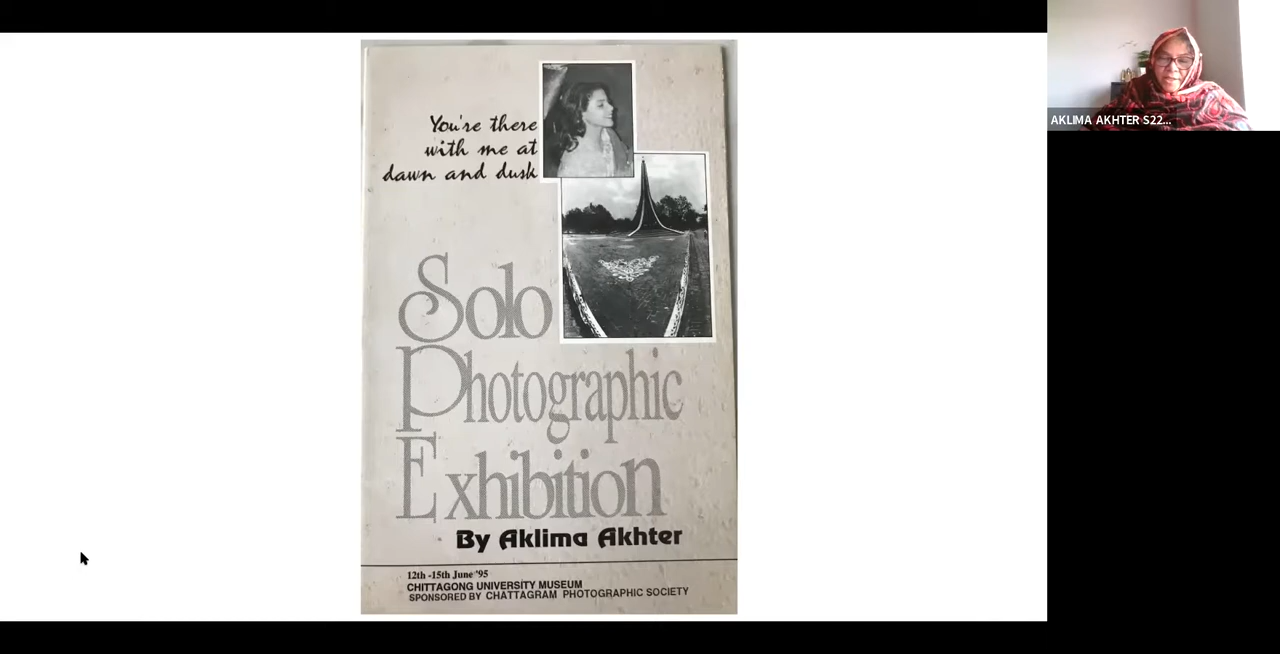 You're there
with me at
dawn and dusk
Solo
Photographic
Exhibition
By Aklima Akhter
12th -15th June '95
CHITTAGONG UNIVERSITY MUSEUM
SPONSORED BY CHATTAGRAM PHOTOGRAPHIC SOCIETY
AKLIMA AKHTER S22...